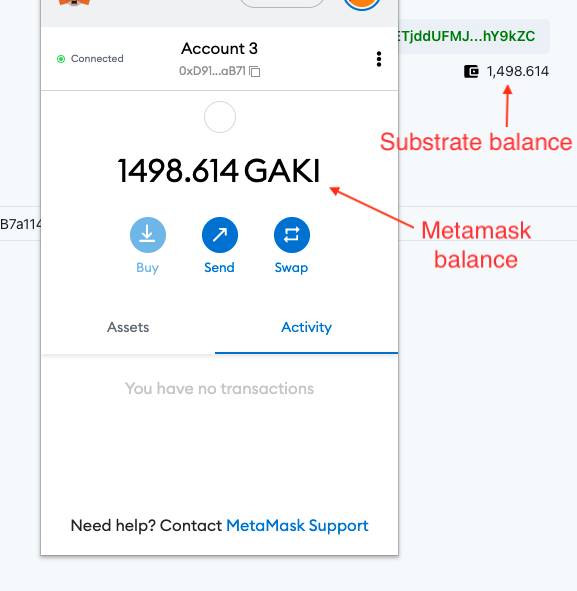 ETjddUFMJ...hY9kZC
1,498.614
Substrate balance
Connected
Account 3
0xD91...aB71
1498.614 GAKI
Metamask
balance
B7a114
Buy
Send
Swap
Assets
Activity
You have no transactions
Need help? Contact MetaMask Support